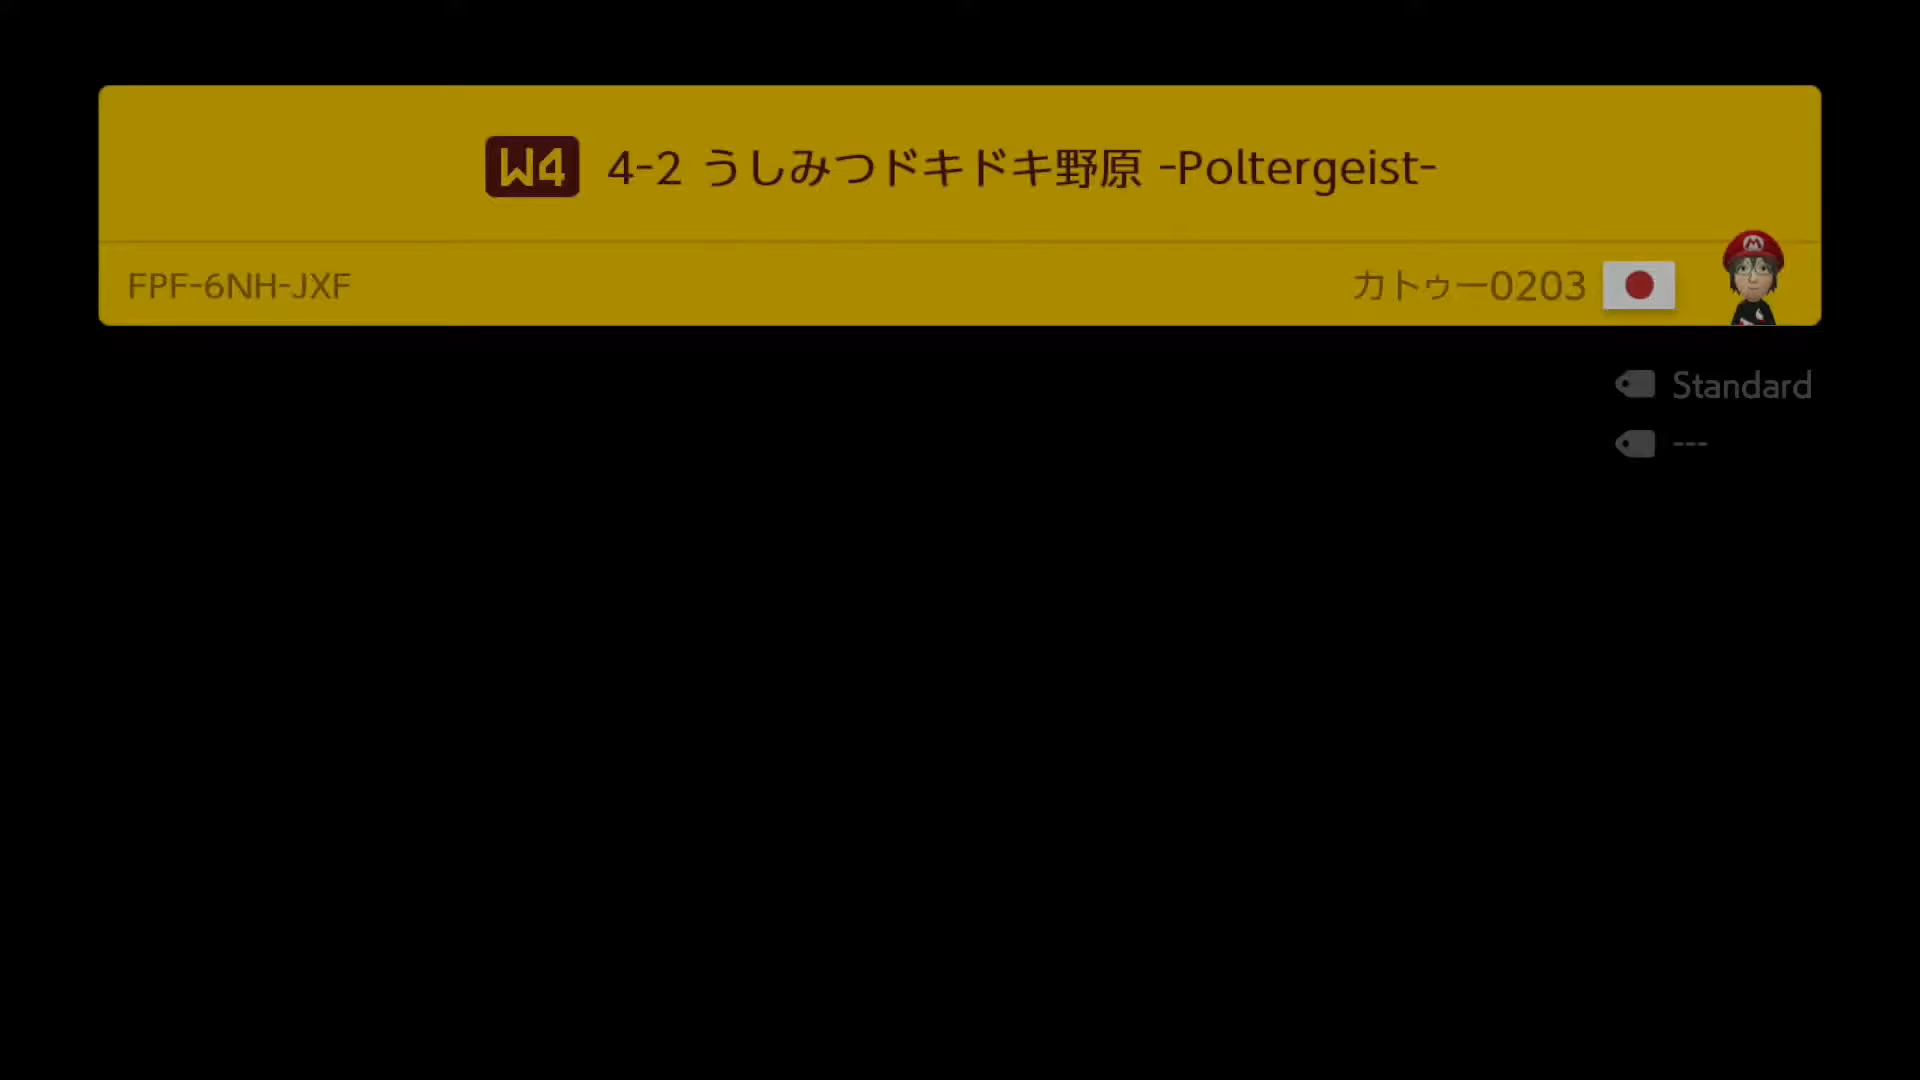 W4 4-2 うしみつドキドキ野原 -Poltergeist-
FPF-6NH-JXF
カトゥー0203
Standard
---